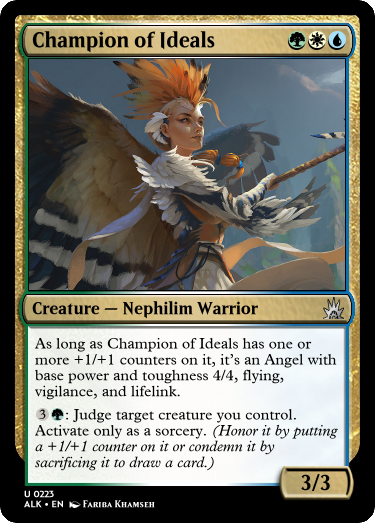 Champion of Ideals
Creature — Nephilim Warrior
As long as Champion of Ideals has one or
more +1/+1 counters on it, it's an Angel with
base power and toughness 4/4, flying,
vigilance, and lifelink.
3: Judge target creature you control.
Activate only as a sorcery. (Honor it by putting
a +1/+1 counter on it or condemn it by
sacrificing it to draw a card.)
3/3
U 0223
ALK • EN Fariba Khamseh